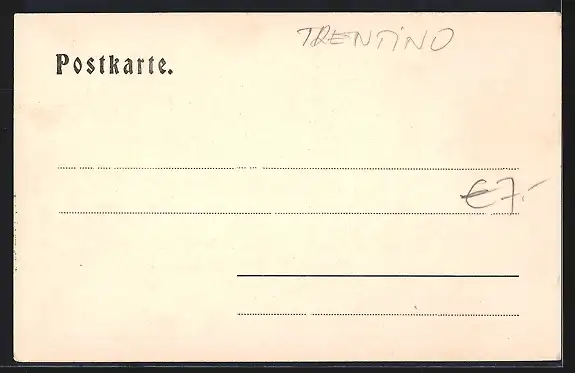 TRENTINO
Postkarte.
€7.-